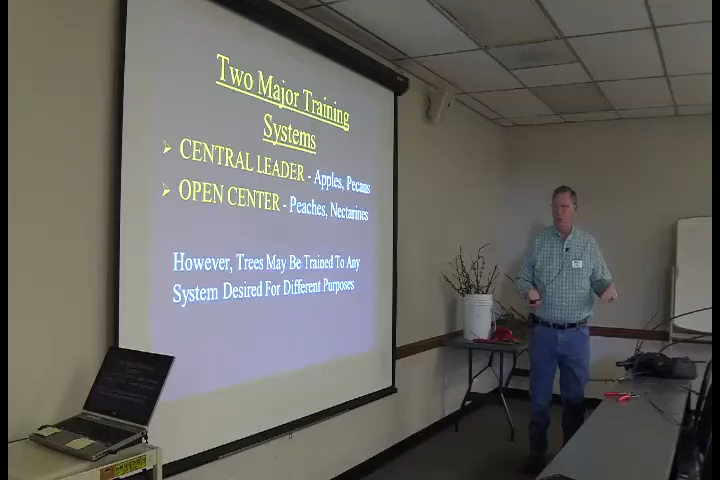 Two Major Training
Systems
CENTRAL LEADER - Apples, Pecans
OPEN CENTER - Peaches, Nectarines
However, Trees May Be Trained To Any
System Desired For Different Purposes